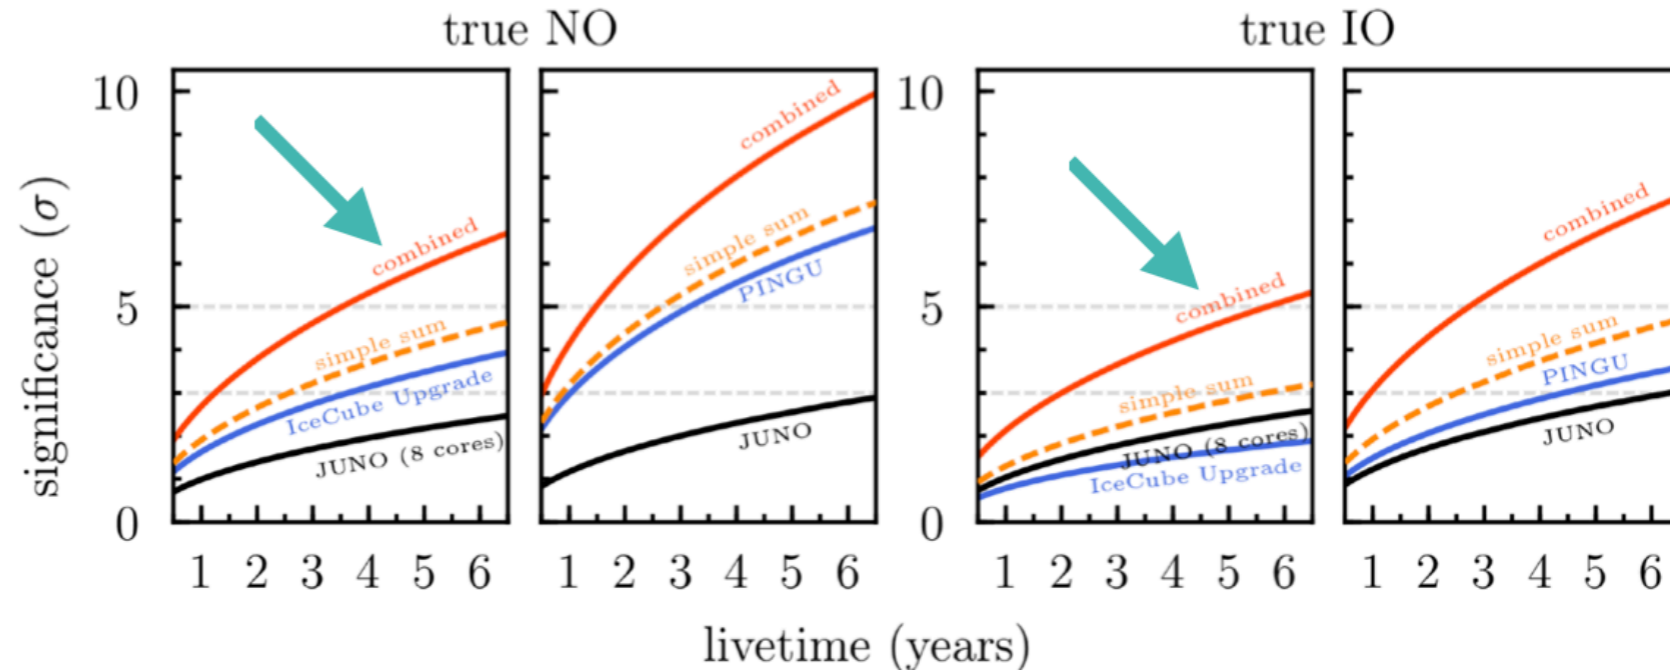 true NO
true IO
significance (σ)
10
5
0
combined
simple sum
IceCube Upgrade
JUNO (8 cores)
1 2 3 4 5 6
combined
simple sum
PINGU
JUNO
1 2 3 4 5 6
10
5
0
combined
simple sum
JUNO (8 cores)
IceCube Upgrade
1 2 3 4 5 6
combined
simple sum
PINGU
JUNO
1 2 3 4 5 6
livetime (years)